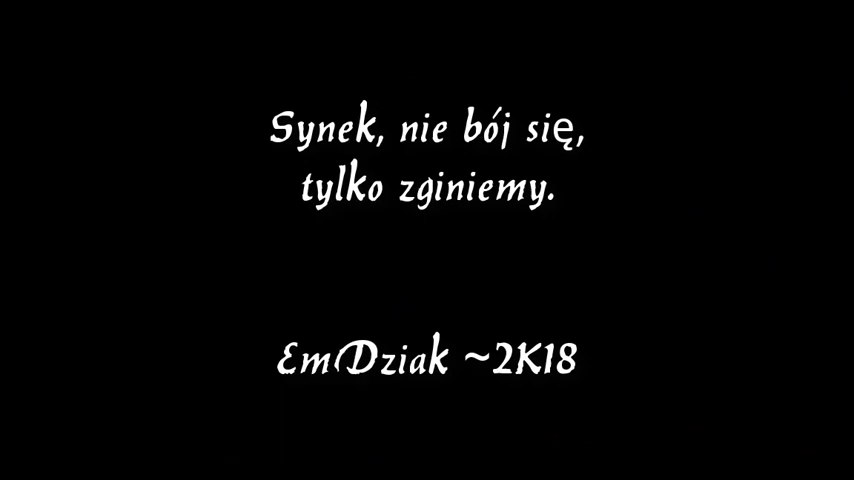 Synek, nie bój się,
tylko zginiemy.
EmDziak ~2K18